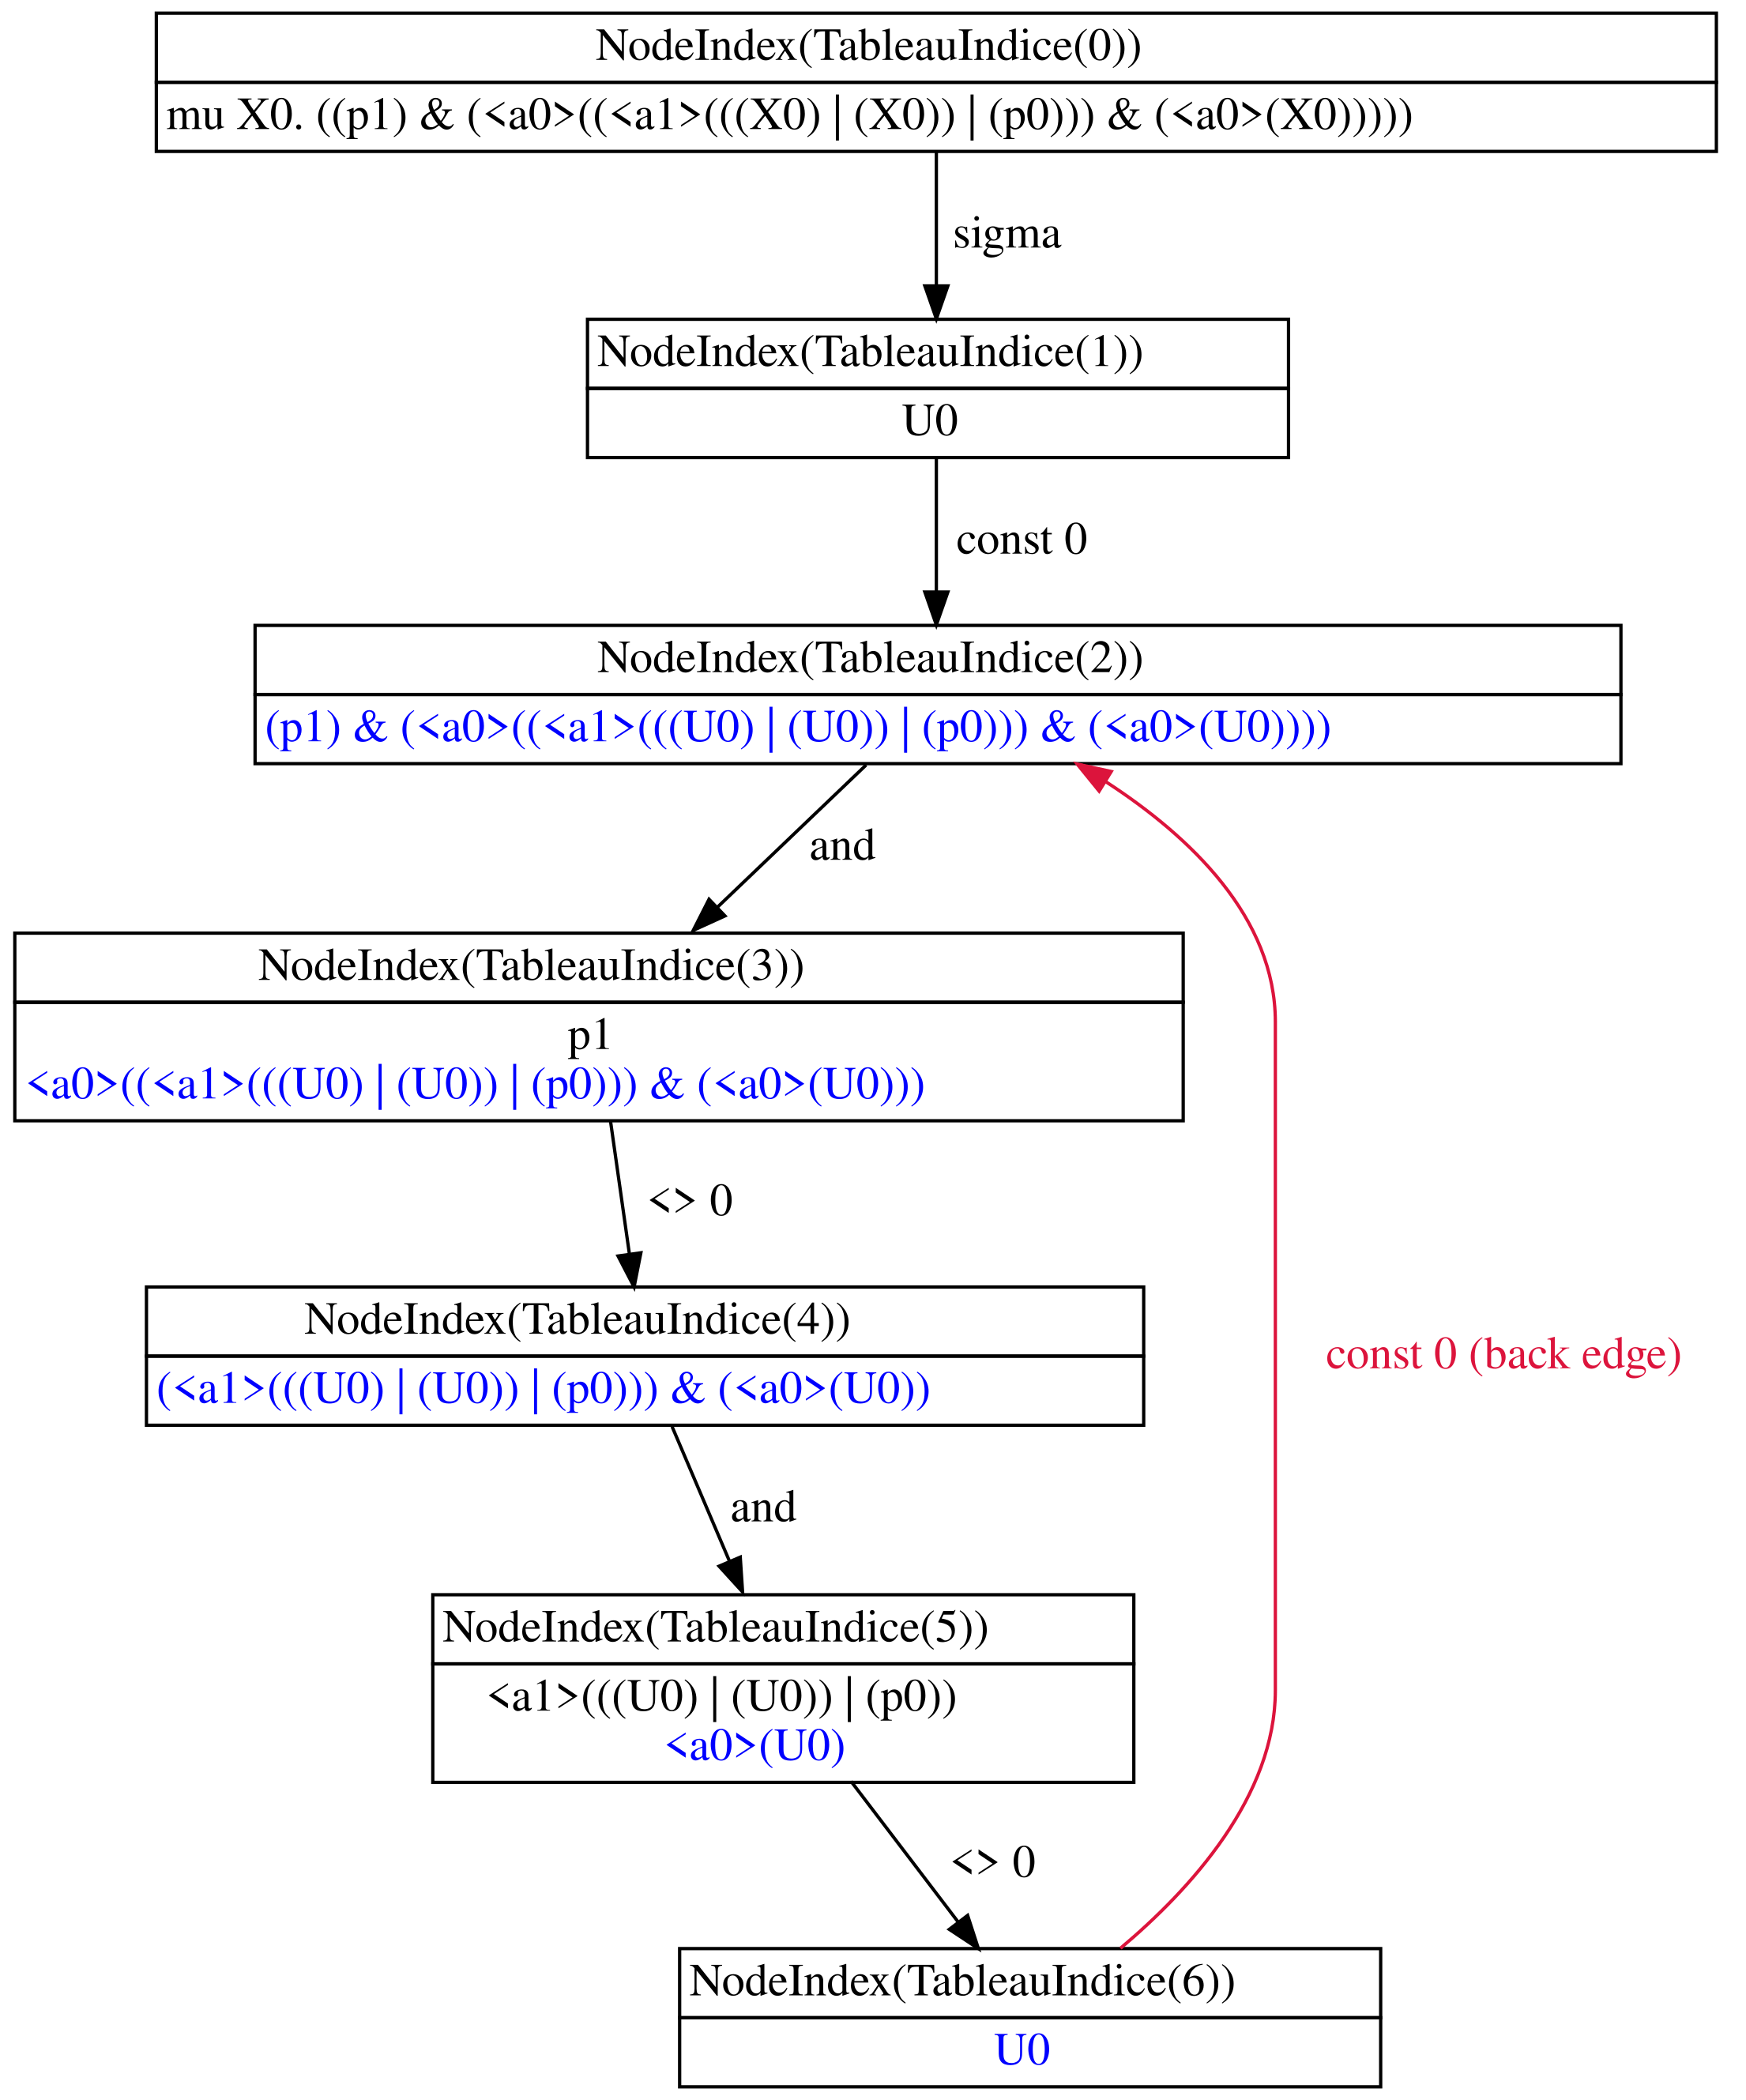 NodeIndex(TableauIndice(0))
mu X0. ((p1) & (<a0>((<a1>(((X0) | (X0)) | (p0))) & (<a0>(X0)))))
sigma
NodeIndex(TableauIndice(1))
U0
const 0
NodeIndex(TableauIndice(2))
(p1) & (<a0>((<a1>(((U0) | (U0)) | (p0))) & (<a0>(U0))))
and
NodeIndex(TableauIndice(3))
p1
<a0>((<a1>(((U0) | (U0)) | (p0))) & (<a0>(U0)))
<> 0
NodeIndex(TableauIndice(4))
(<a1>(((U0) | (U0)) | (p0))) & (<a0>(U0))
const 0 (back edge)
and
NodeIndex(TableauIndice(5))
<a1>(((U0) | (U0)) | (p0))
<a0>(U0)
<> 0
NodeIndex(TableauIndice(6))
U0